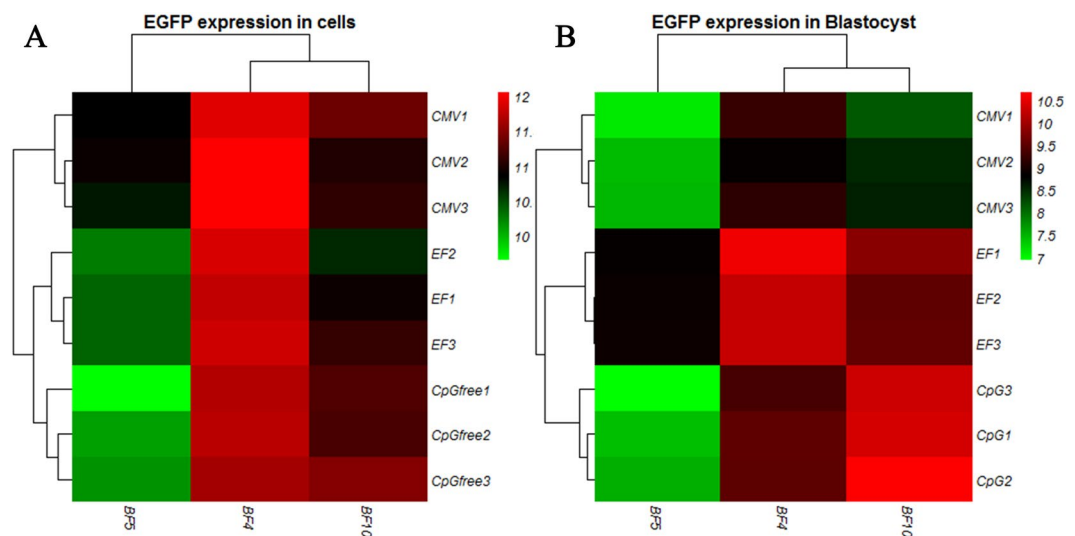 A
EGFP expression in cells
CMV1
CMV2
CMV3
EF2
EF1
EF3
CpGfree1
CpGfree2
CpGfree3
BF5
BF4
BF10
12
11.
11
10.
10
B
EGFP expression in Blastocyst
CMV1
CMV2
CMV3
EF1
EF2
EF3
CpG3
CpG1
CpG2
BF5
BF4
BF10
10.5
10
9.5
9
8.5
8
7.5
7